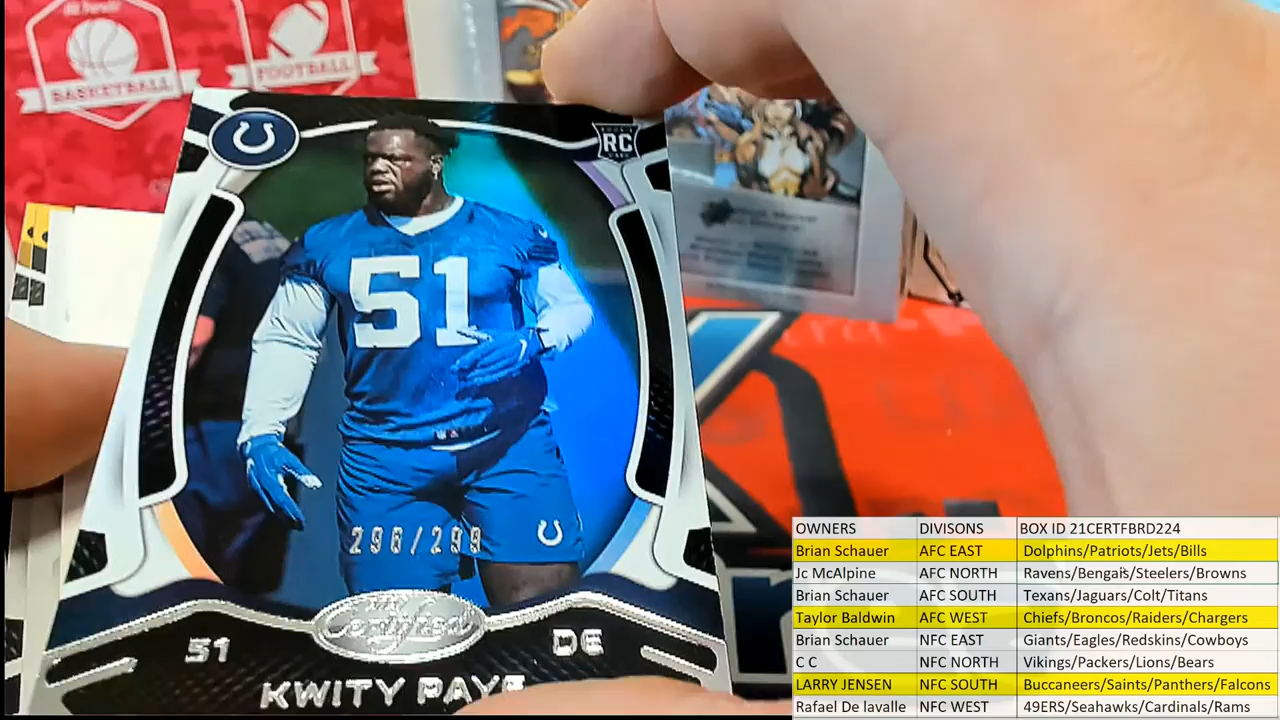 BASKETBALL
FOOTBALL
ROOKIE
RC
CARD
51
298/299
Certified
51
DE
KWITY PAYE
OWNERS DIVISONS BOX ID 21CERTFBRD224
Brian Schauer AFC EAST Dolphins/Patriots/Jets/Bills
Jc McAlpine AFC NORTH Ravens/Bengals/Steelers/Browns
Brian Schauer AFC SOUTH Texans/Jaguars/Colt/Titans
Taylor Baldwin AFC WEST Chiefs/Broncos/Raiders/Chargers
Brian Schauer NFC EAST Giants/Eagles/Redskins/Cowboys
C C NFC NORTH Vikings/Packers/Lions/Bears
LARRY JENSEN NFC SOUTH Buccaneers/Saints/Panthers/Falcons
Rafael De lavalle NFC WEST 49ERS/Seahawks/Cardinals/Rams